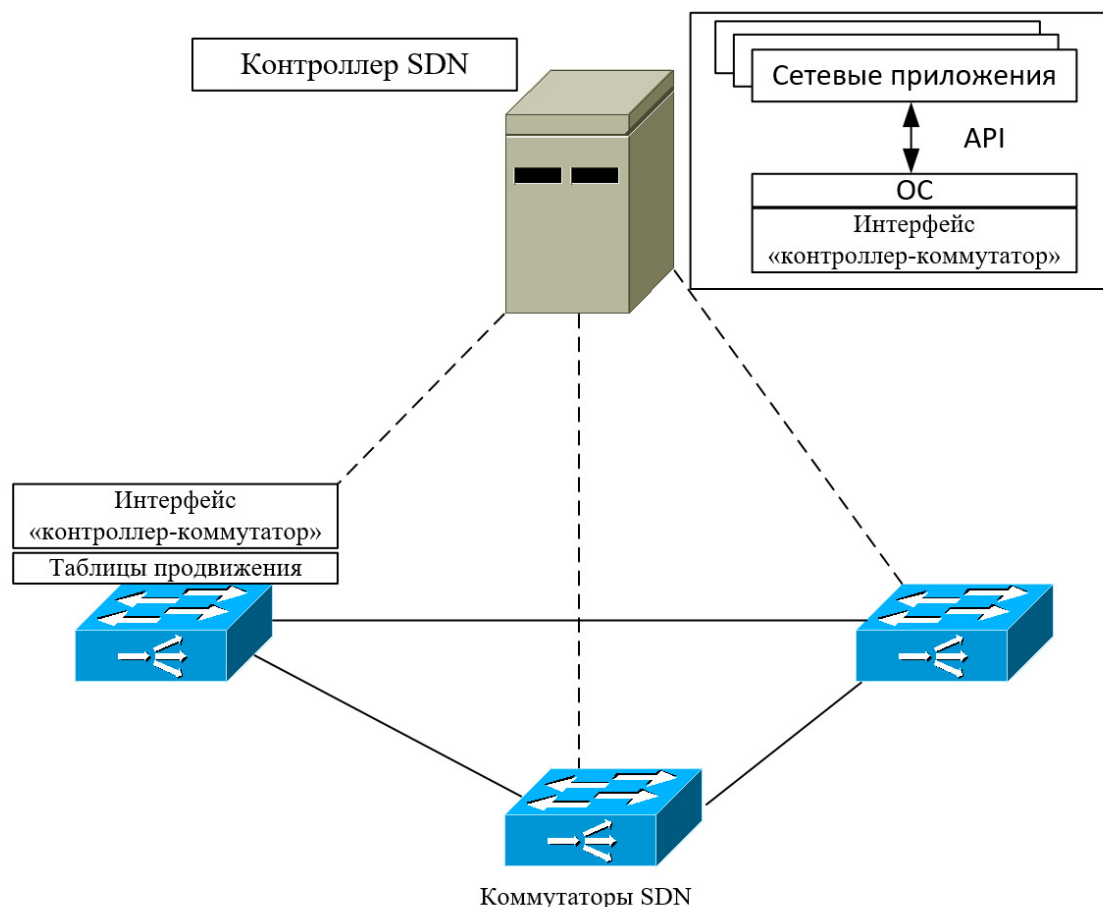 Контроллер SDN
Сетевые приложения
API
ОС
Интерфейс
«контроллер-коммутатор»
Интерфейс
«контроллер-коммутатор»
Таблицы продвижения
Коммутаторы SDN